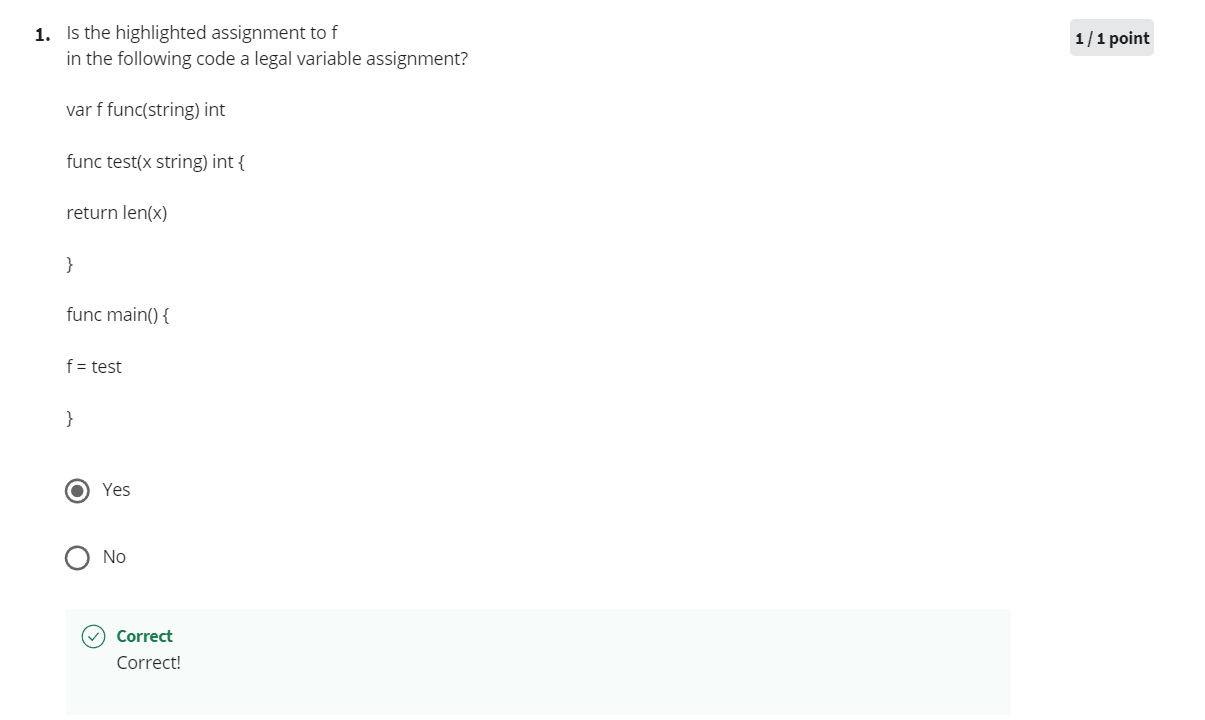 1. Is the highlighted assignment to f
1 / 1 point
in the following code a legal variable assignment?
var f func(string) int
func test(x string) int {
return len(x)
}
func main() {
f = test
}
Yes
No
Correct
Correct!